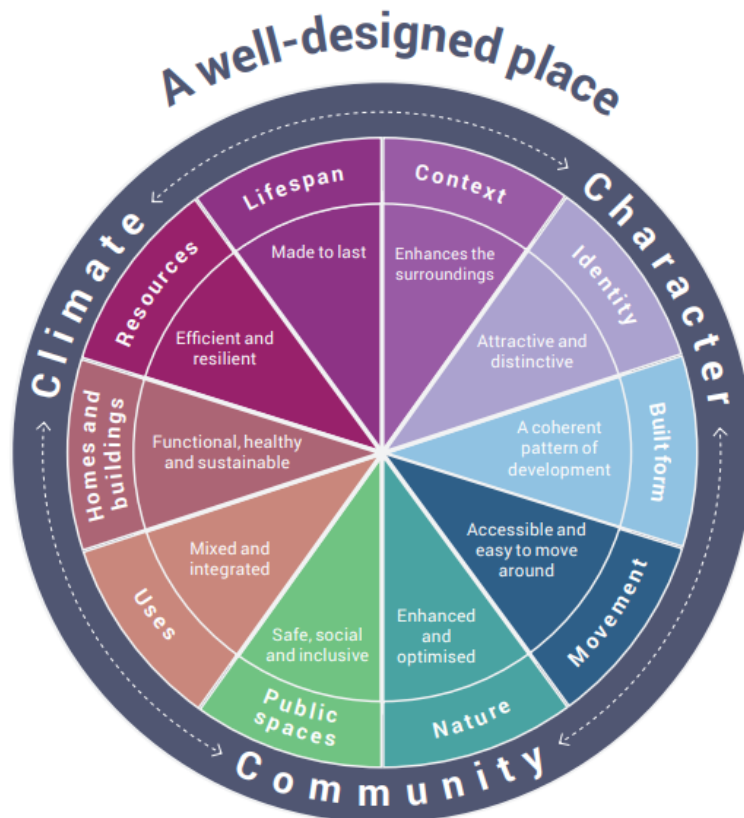 A well-designed place
Climate
Character
Community
Context
Enhances the
surroundings
Identity
Attractive and
distinctive
Built form
A coherent
pattern of
development
Movement
Accessible and
easy to move
around
Nature
Enhanced
and
optimised
Public
spaces
Safe, social
and inclusive
Uses
Mixed and
integrated
Homes and
buildings
Functional, healthy
and sustainable
Resources
Efficient and
resilient
Lifespan
Made to last